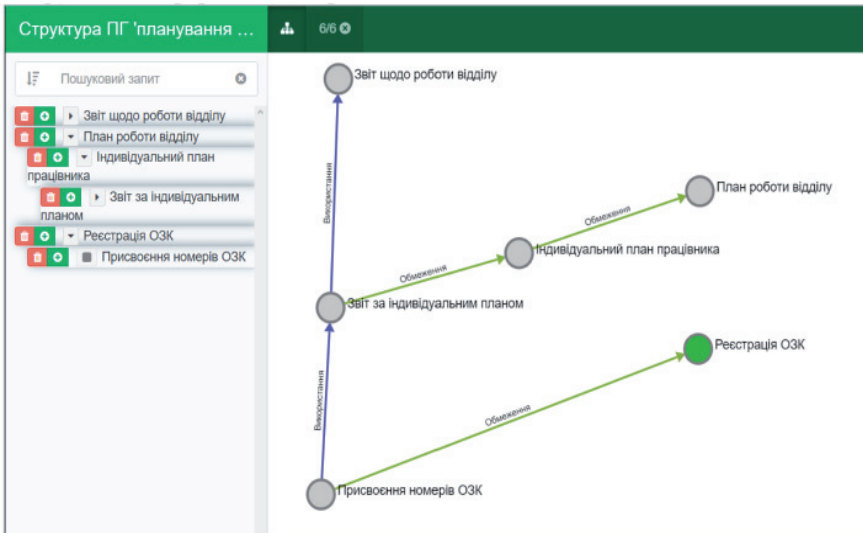 Структура ПГ 'планування ...
6/6
Пошуковий запит
Звіт щодо роботи відділу
План роботи відділу
Індивідуальний план
працівника
Звіт за індивідуальним
планом
Реєстрація ОЗК
Присвоєння номерів ОЗК
Звіт щодо роботи відділу
Використання
План роботи відділу
Обмеження
Індивідуальний план працівника
Обмеження
Звіт за індивідуальним планом
Реєстрація ОЗК
Використання
Обмеження
Присвоєння номерів ОЗК